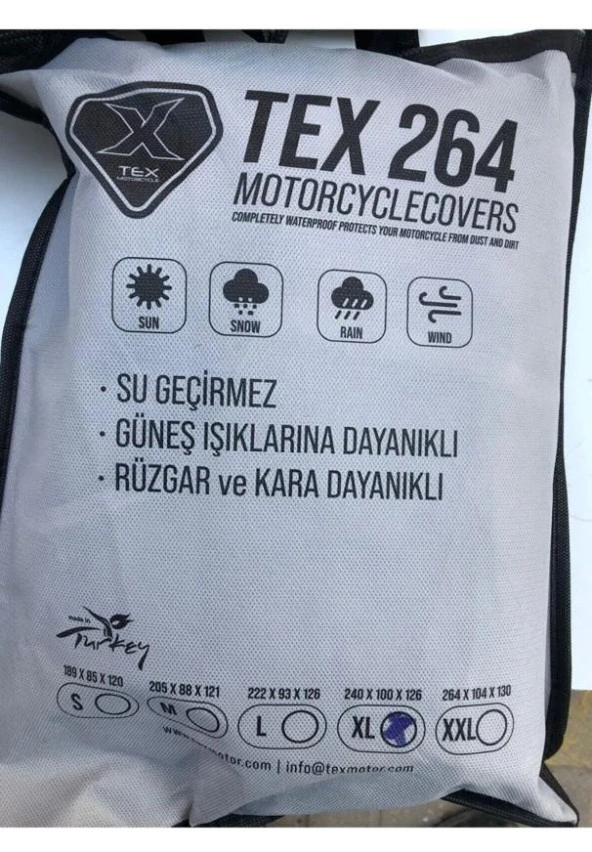 X
TEX
MOTORCYCLE
TEX 264
MOTORCYCLECOVERS
COMPLETELY WATERPROOF PROTECTS YOUR MOTORCYCLE FROM DUST AND DIRT
SUN SNOW RAIN WIND
· SU GEÇİRMEZ
· GÜNEŞ IŞIKLARINA DAYANIKLI
· RÜZGAR ve KARA DAYANIKLI
made in
Turkey
189 X 85 X 120 205 X 88 X 121 222 X 93 X 126 240 X 100 X 126 264 X 104 X 130
S M L XL XXL
.com | info@texmotor.com